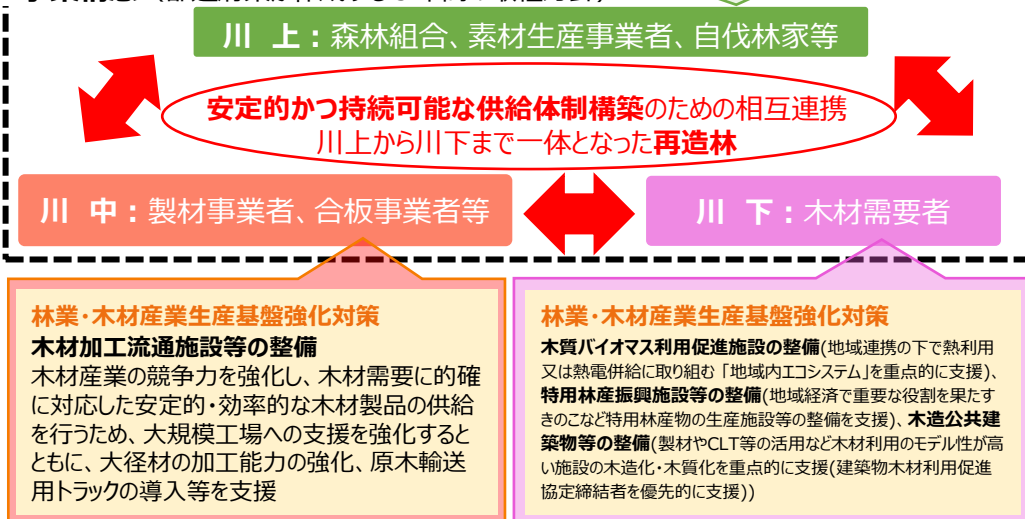 川 上：森林組合、素材生産事業者、自伐林家等
安定的かつ持続可能な供給体制構築のための相互連携
川上から川下まで一体となった再造林
川 中：製材事業者、合板事業者等
川 下：木材需要者
林業･木材産業生産基盤強化対策
木材加工流通施設等の整備
木材産業の競争力を強化し、木材需要に的確
に対応した安定的･効率的な木材製品の供給
を行うため、大規模工場への支援を強化すると
ともに、大径材の加工能力の強化、原木輸送
用トラックの導入等を支援
林業･木材産業生産基盤強化対策
木質バイオマス利用促進施設の整備(地域連携の下で熱利用
又は熱電併給に取り組む「地域内エコシステム」を重点的に支援)、
特用林産振興施設等の整備(地域経済で重要な役割を果たす
きのこなど特用林産物の生産施設等の整備を支援)、木造公共建
築物等の整備(製材やCLT等の活用など木材利用のモデル性が高
い施設の木造化･木質化を重点的に支援(建築物木材利用促進
協定締結者を優先的に支援))